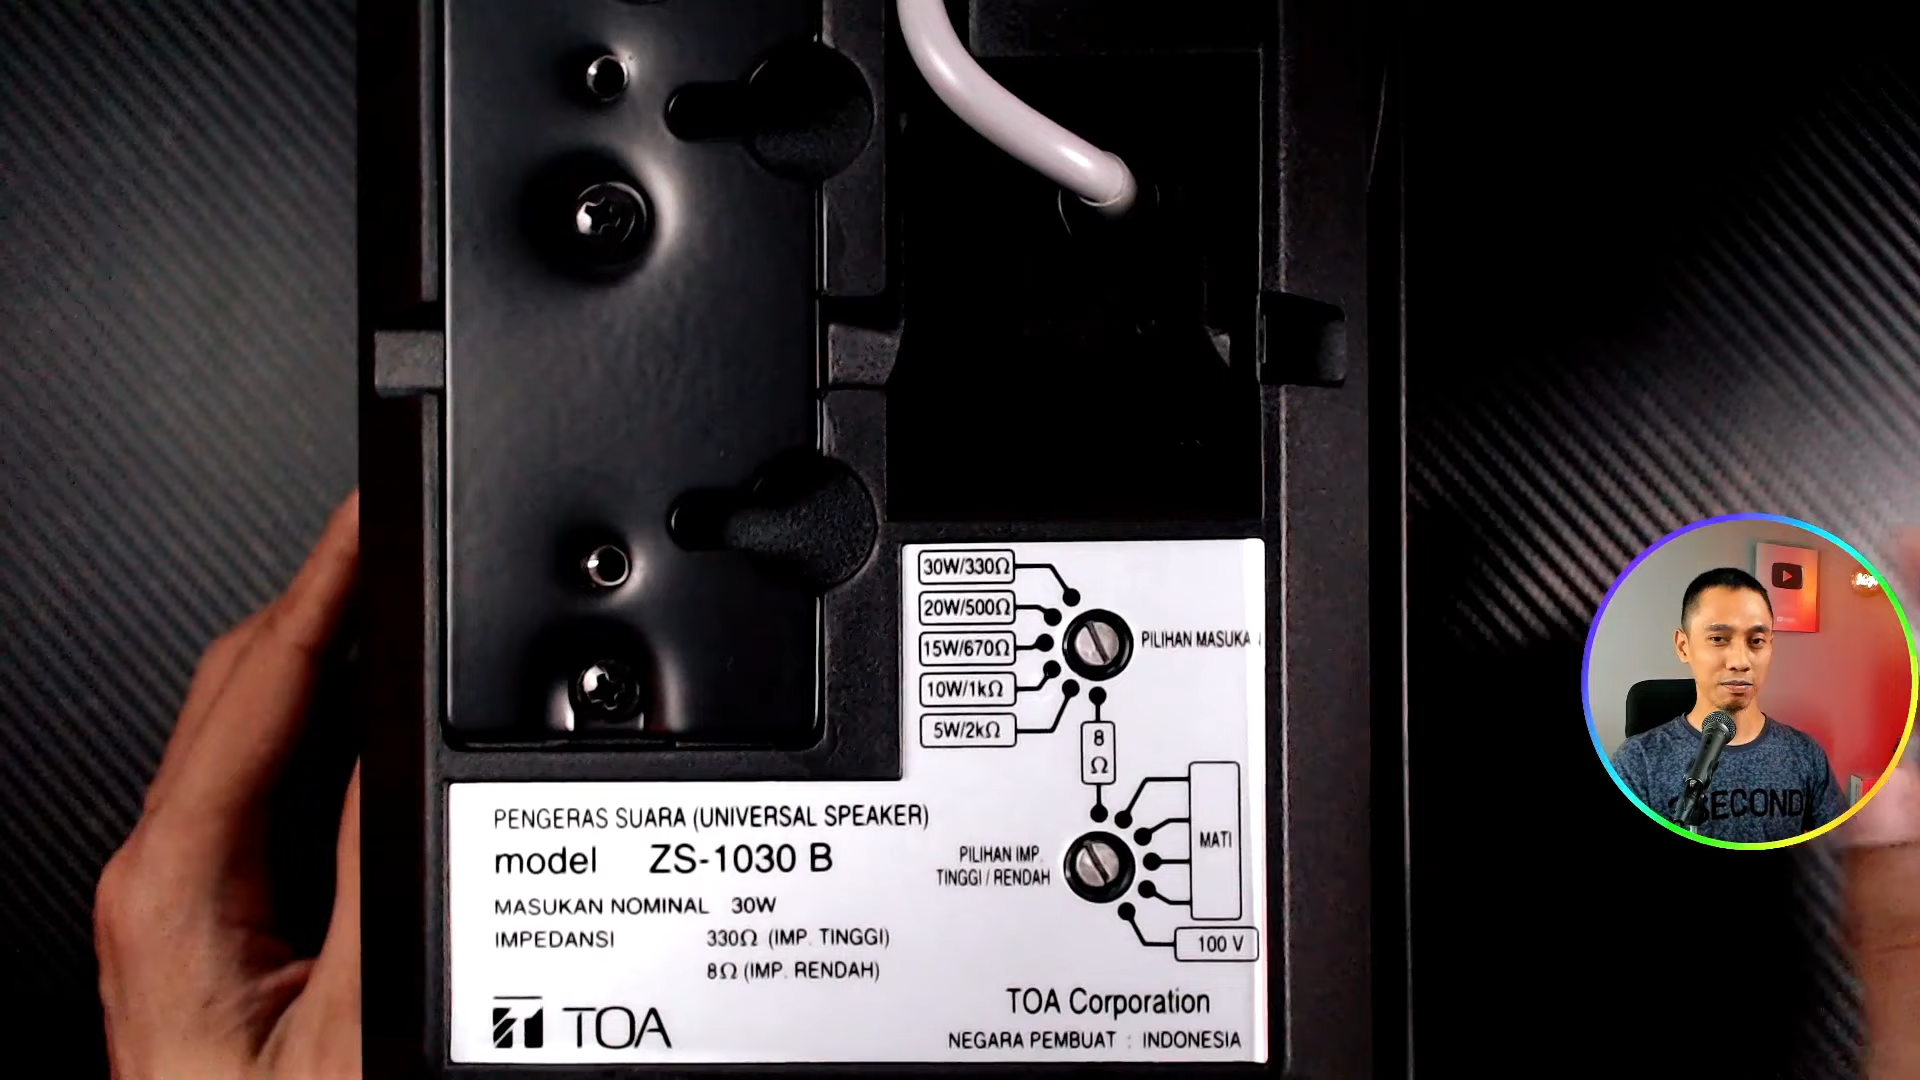 30W/330Ω
20W/500Ω
15W/670Ω
10W/1kΩ
5W/2kΩ
PILIHAN MASUKA
8
Ω
MATI
PILIHAN IMP.
TINGGI / RENDAH
100 V
PENGERAS SUARA (UNIVERSAL SPEAKER)
model ZS-1030 B
MASUKAN NOMINAL 30W
IMPEDANSI 330Ω (IMP. TINGGI)
8Ω (IMP. RENDAH)
TOA
TOA Corporation
NEGARA PEMBUAT : INDONESIA
SECOND